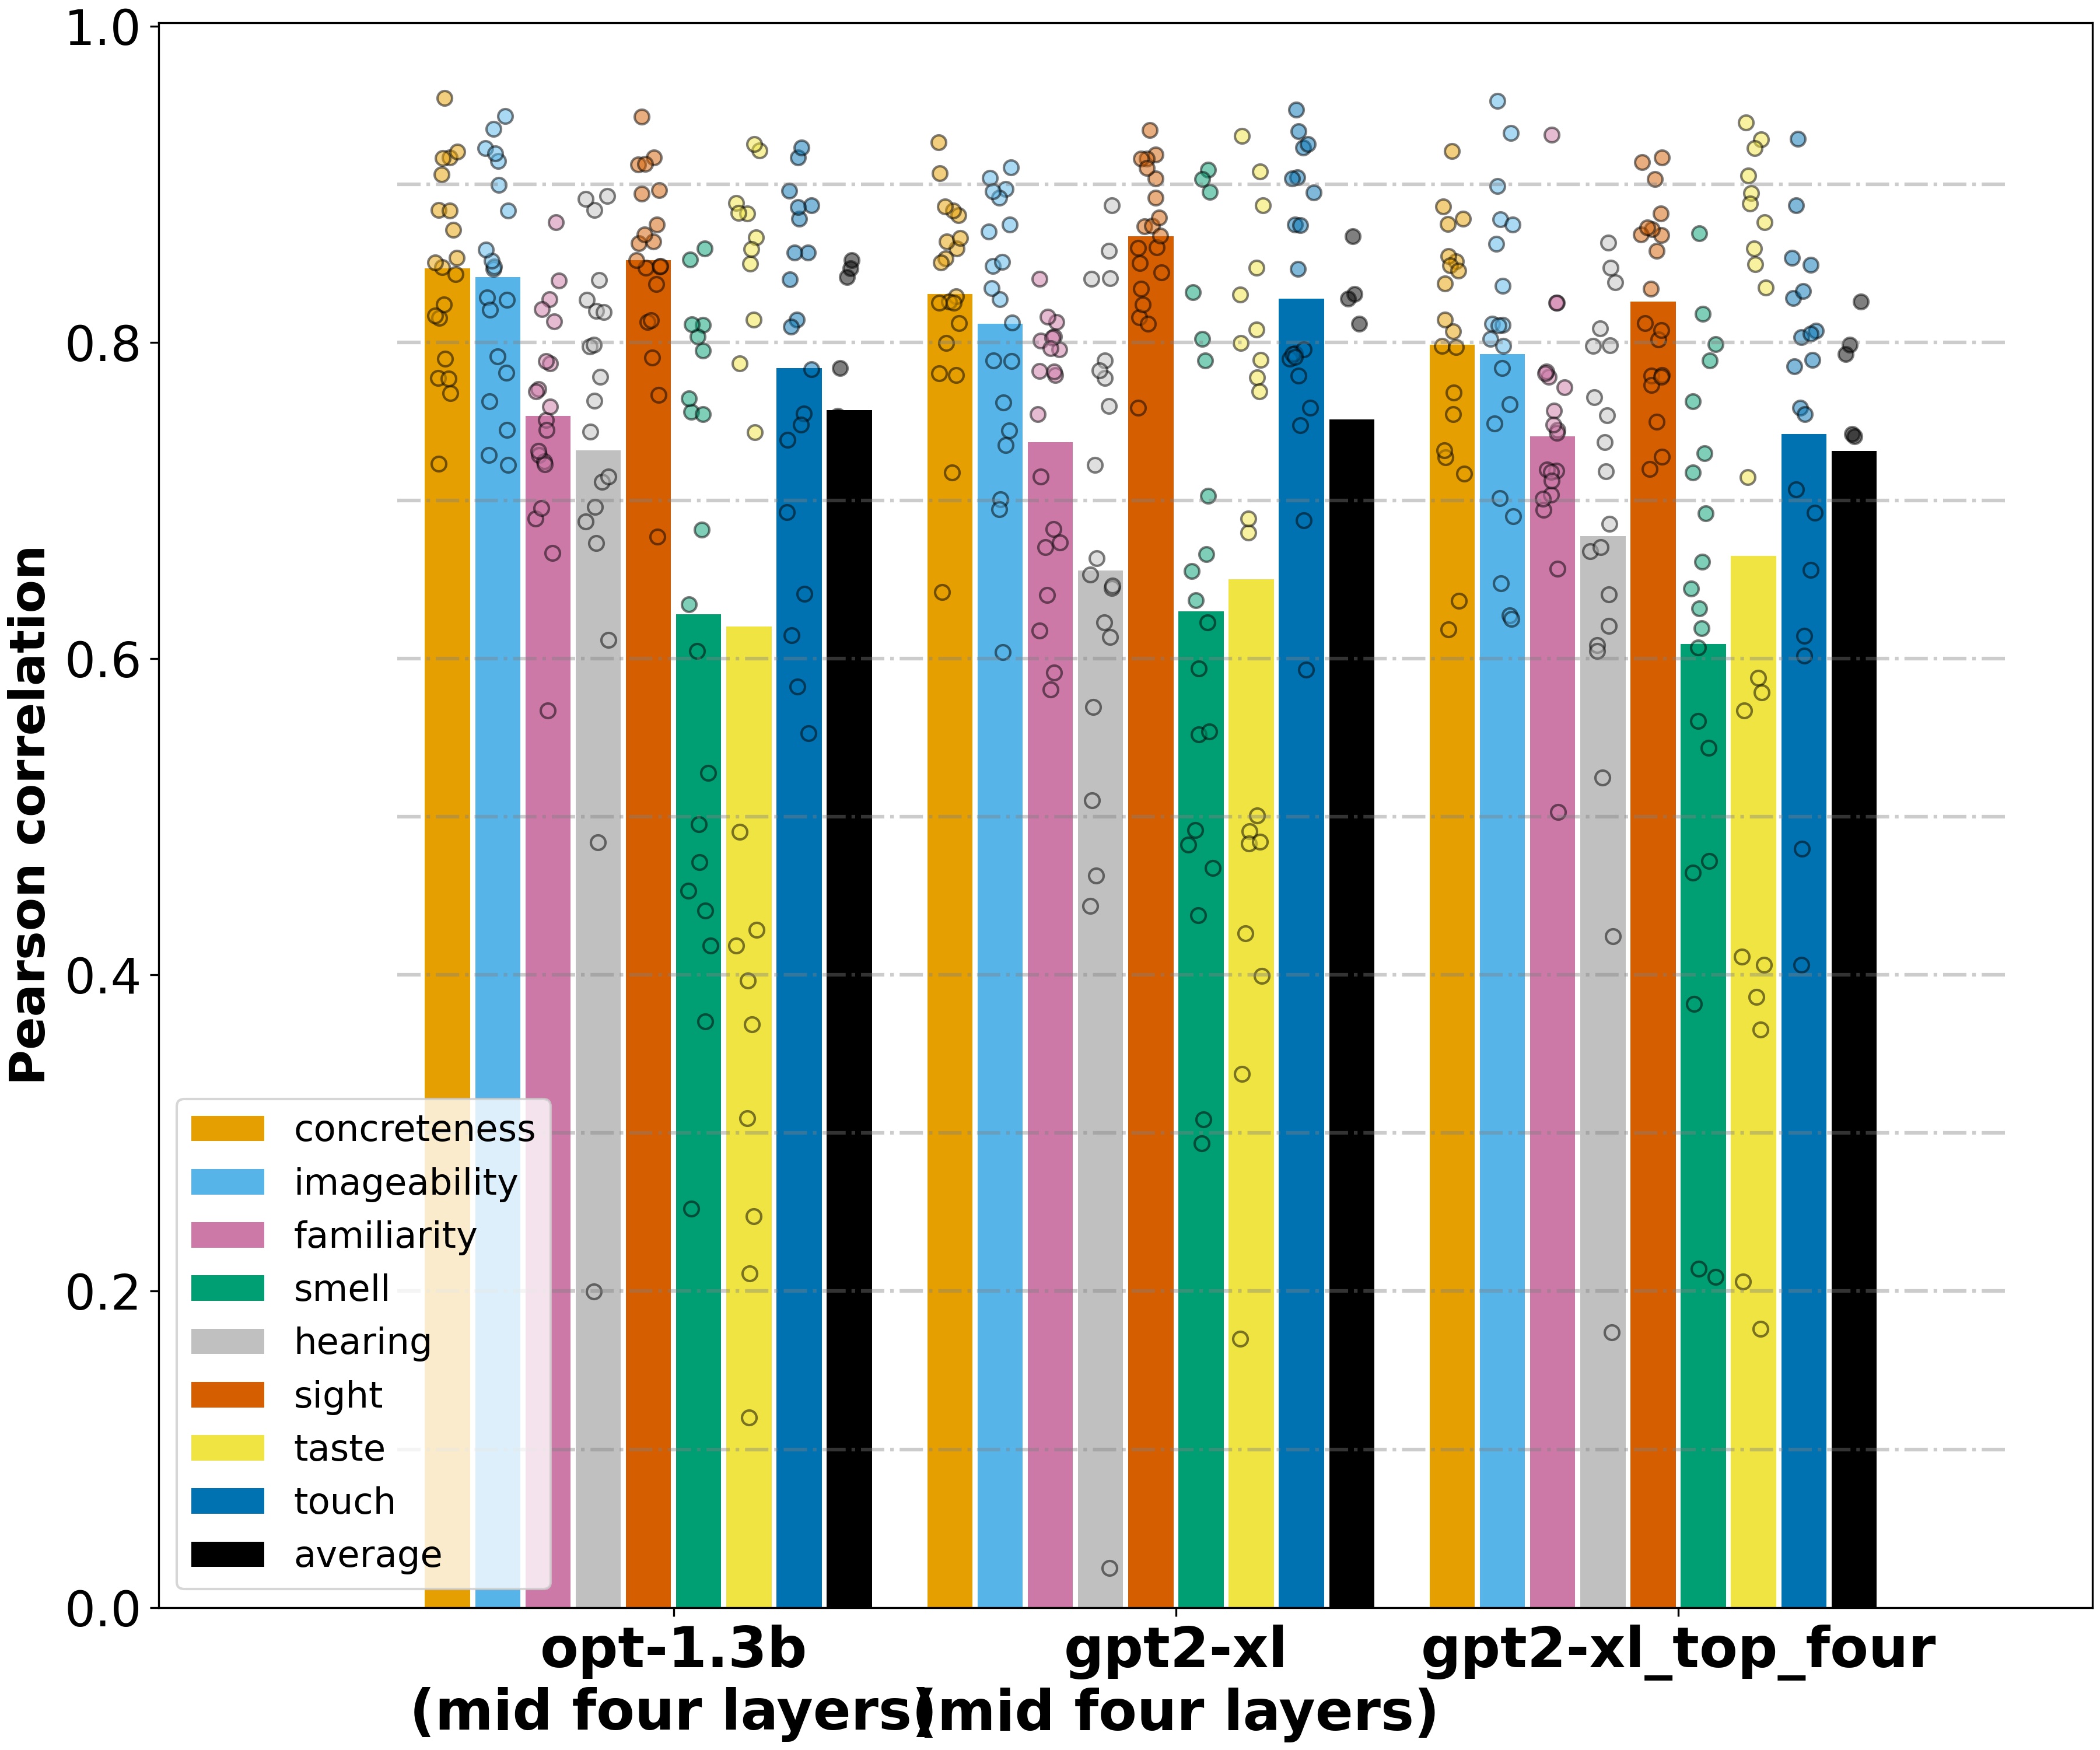 Pearson correlation
1.0
0.8
0.6
0.4
0.2
0.0
concreteness
imageability
familiarity
smell
hearing
sight
taste
touch
average
opt-1.3b
(mid four layers)
gpt2-xl
(mid four layers)
gpt2-xl_top_four